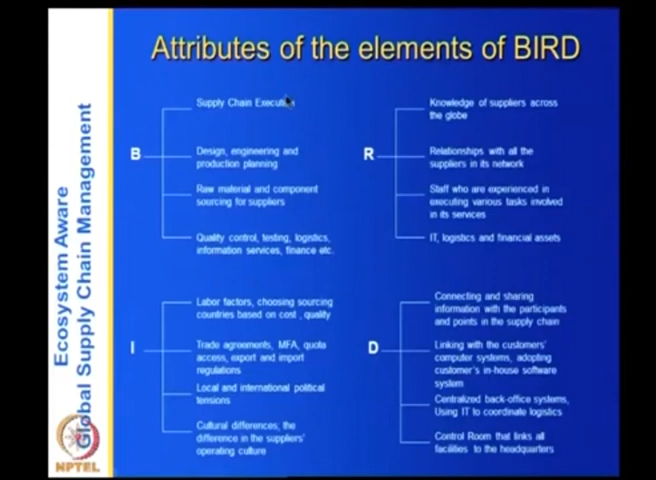 Attributes of the elements of BIRD
Ecosystem Aware
Global Supply Chain Management
B
Supply Chain Execution
Design, engineering and
production planning
Raw material and component
sourcing for suppliers
Quality control, testing, logistics,
information services, finance etc.
R
Knowledge of suppliers across
the globe
Relationships with all the
suppliers in its network
Staff who are experienced in
executing various tasks involved
in its services
IT, logistics and financial assets
I
Labor factors, choosing sourcing
countries based on cost , quality
Trade agreements, MFA, quota
access, export and import
regulations
Local and international political
tensions
Cultural differences, the
difference in the suppliers'
operating culture
D
Connecting and sharing
information with the participants
and points in the supply chain
Linking with the customers'
computer systems, adopting
customer's in-house software
system
Centralized back-office systems,
Using IT to coordinate logistics
Control Room that links all
facilities to the headquarters
NPTEL